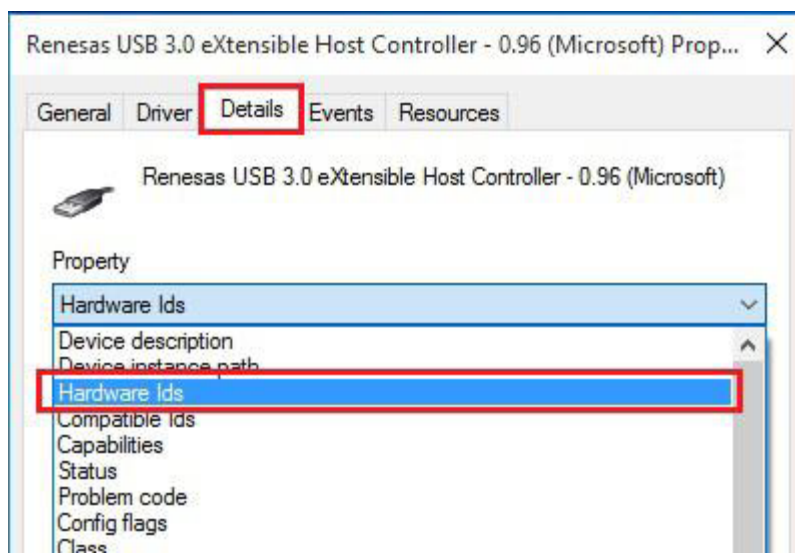 Renesas USB 3.0 eXtensible Host Controller - 0.96 (Microsoft) Prop...
General Driver Details Events Resources
Renesas USB 3.0 eXtensible Host Controller - 0.96 (Microsoft)
Property
Hardware Ids
Device description
Device instance path
Hardware Ids
Compatible Ids
Capabilities
Status
Problem code
Config flags
Class